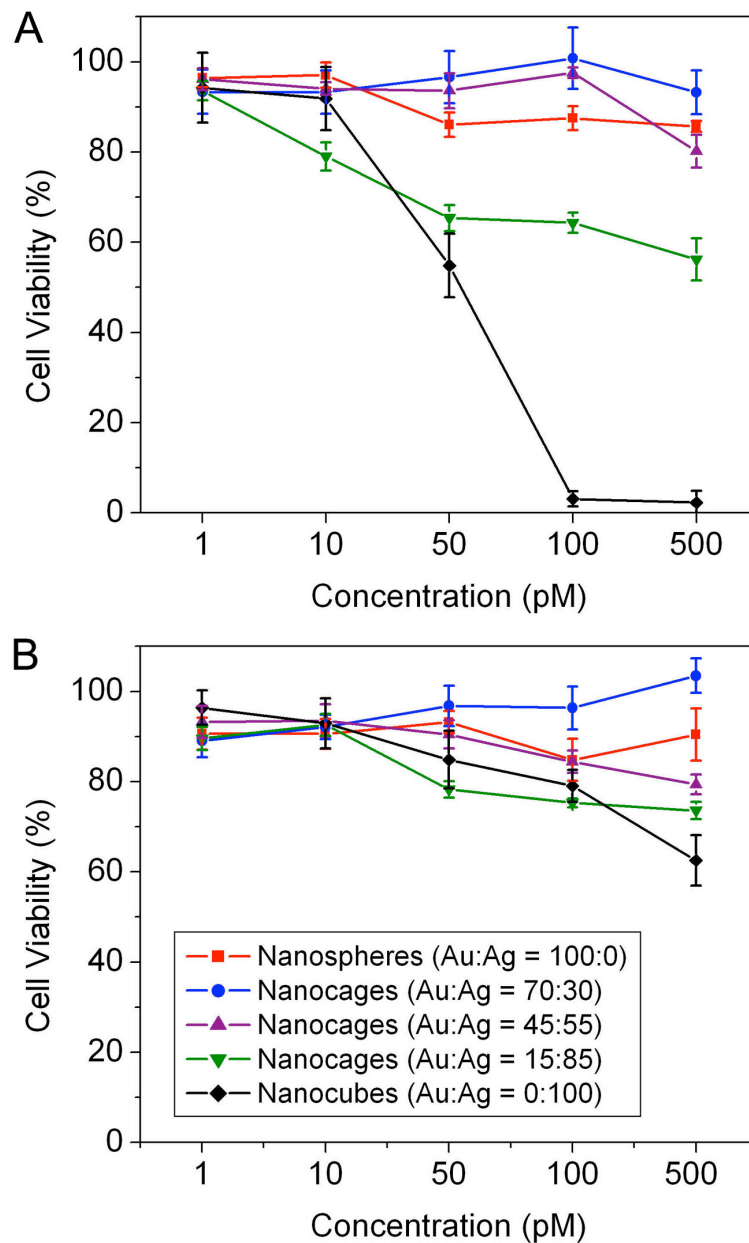 A
100
80
60
40
20
0
Cell Viability (%)
1 10 50 100 500
Concentration (pM)
B
100
80
60
40
20
0
Cell Viability (%)
Nanospheres (Au:Ag = 100:0)
Nanocages (Au:Ag = 70:30)
Nanocages (Au:Ag = 45:55)
Nanocages (Au:Ag = 15:85)
Nanocubes (Au:Ag = 0:100)
1 10 50 100 500
Concentration (pM)